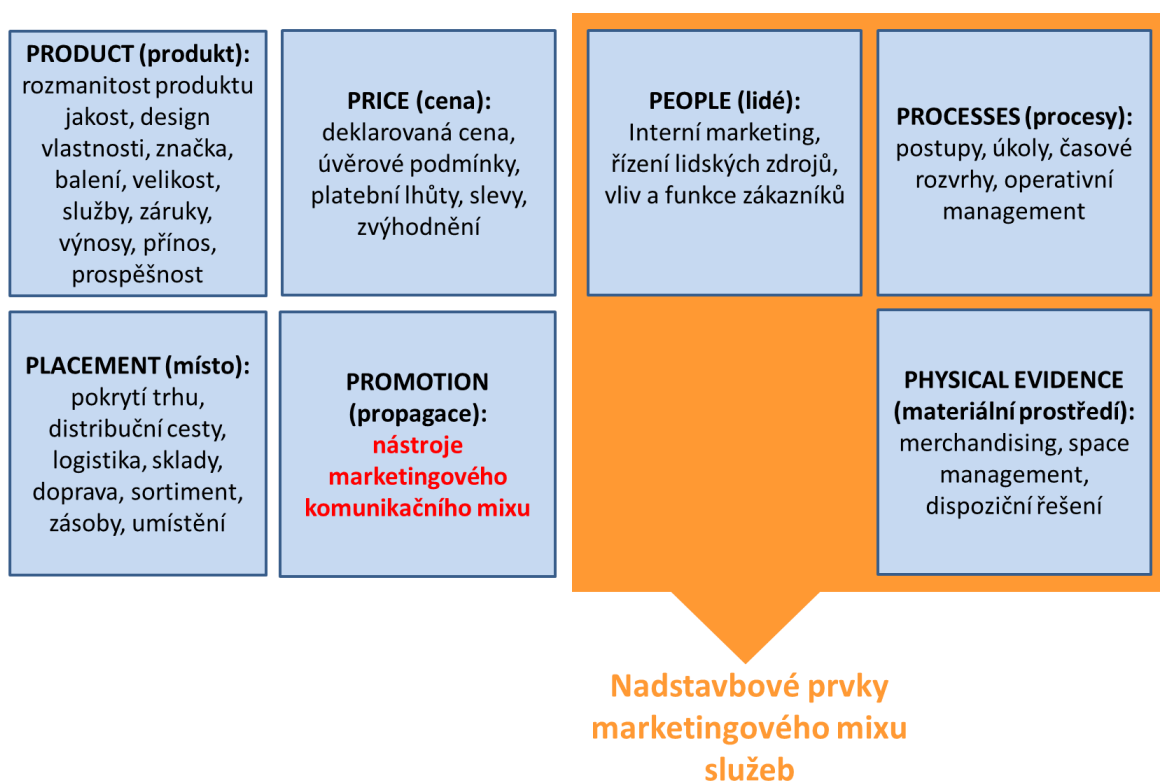 PRODUCT (produkt):
rozmanitost produktu
jakost, design
vlastnosti, značka,
balení, velikost,
služby, záruky,
výnosy, přínos,
prospěšnost
PRICE (cena):
deklarovaná cena,
úvěrové podmínky,
platební lhůty, slevy,
zvýhodnění
PEOPLE (lidé):
Interní marketing,
řízení lidských zdrojů,
vliv a funkce zákazníků
PROCESSES (procesy):
postupy, úkoly, časové
rozvrhy, operativní
management
PLACEMENT (místo):
pokrytí trhu,
distribuční cesty,
logistika, sklady,
doprava, sortiment,
zásoby, umístění
PROMOTION
(propagace):
nástroje
marketingového
komunikačního mixu
PHYSICAL EVIDENCE
(materiální prostředí):
merchandising, space
management,
dispoziční řešení
Nadstavbové prvky
marketingového mixu
služeb